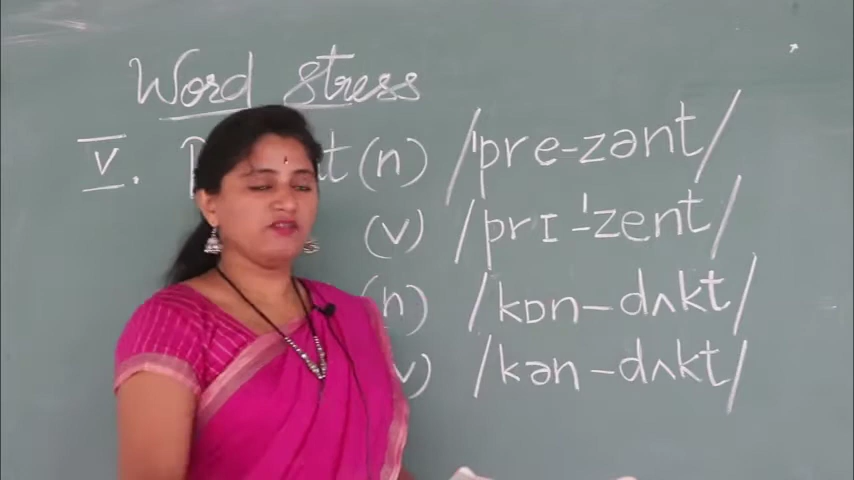 Word stress
V. (n) /ˈpre-zənt/
(v) /prɪ-ˈzent/
(n) /kɒn-dʌkt/
(v) /kən-dʌkt/